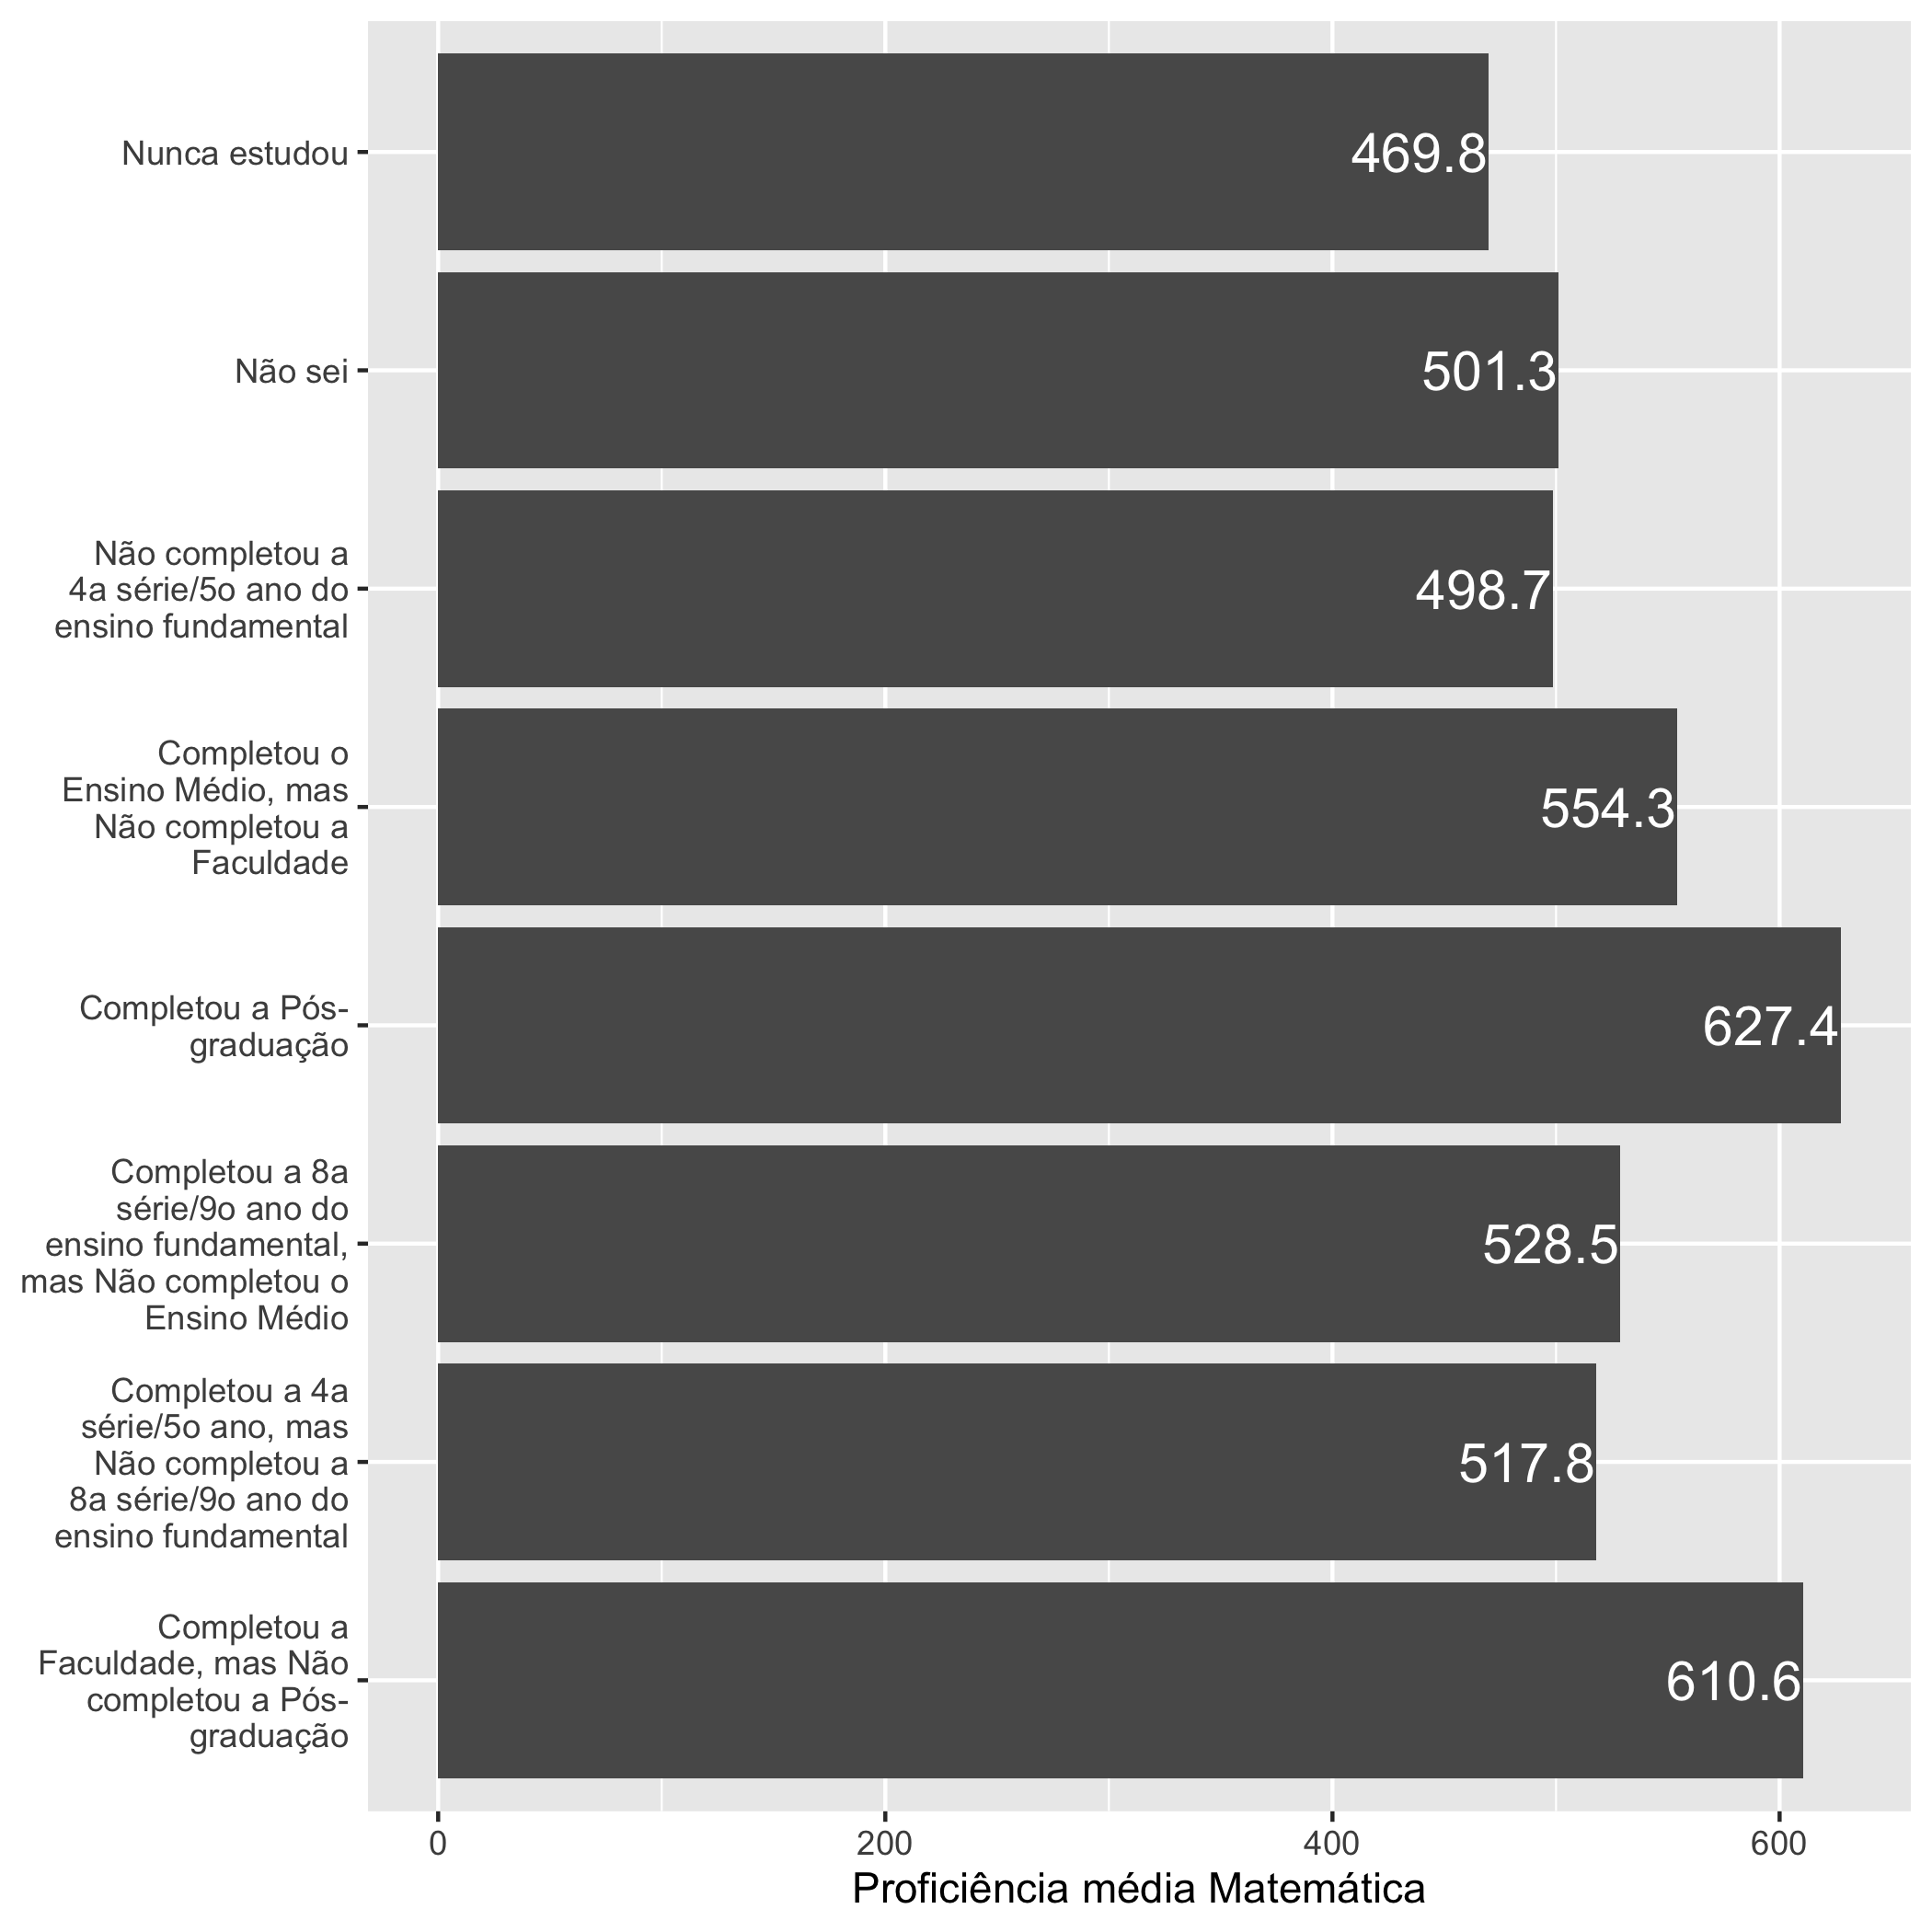 Nunca estudou
469.8
Não sei
501.3
Não completou a
4a série/5o ano do
ensino fundamental
498.7
Completou o
Ensino Médio, mas
Não completou a
Faculdade
554.3
Completou a Pós-
graduação
627.4
Completou a 8a
série/9o ano do
ensino fundamental,
mas Não completou o
Ensino Médio
528.5
Completou a 4a
série/5o ano, mas
Não completou a
8a série/9o ano do
ensino fundamental
517.8
Completou a
Faculdade, mas Não
completou a Pós-
graduação
610.6
0 200 400 600
Proficiência média Matemática